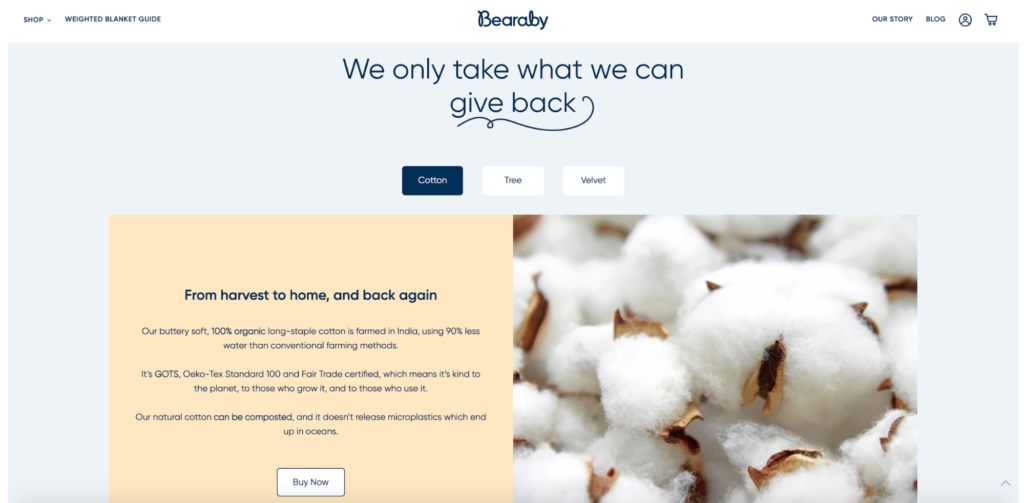 SHOP
WEIGHTED BLANKET GUIDE
Bearaby
OUR STORY
BLOG
We only take what we can
give back
Cotton
Tree
Velvet
From harvest to home, and back again
Our buttery soft, 100% organic long-staple cotton is farmed in India, using 90% less
water than conventional farming methods.
It's GOTS, Oeko-Tex Standard 100 and Fair Trade certified, which means it's kind to
the planet, to those who grow it, and to those who use it.
Our natural cotton can be composted, and it doesn't release microplastics which end
up in oceans.
Buy Now